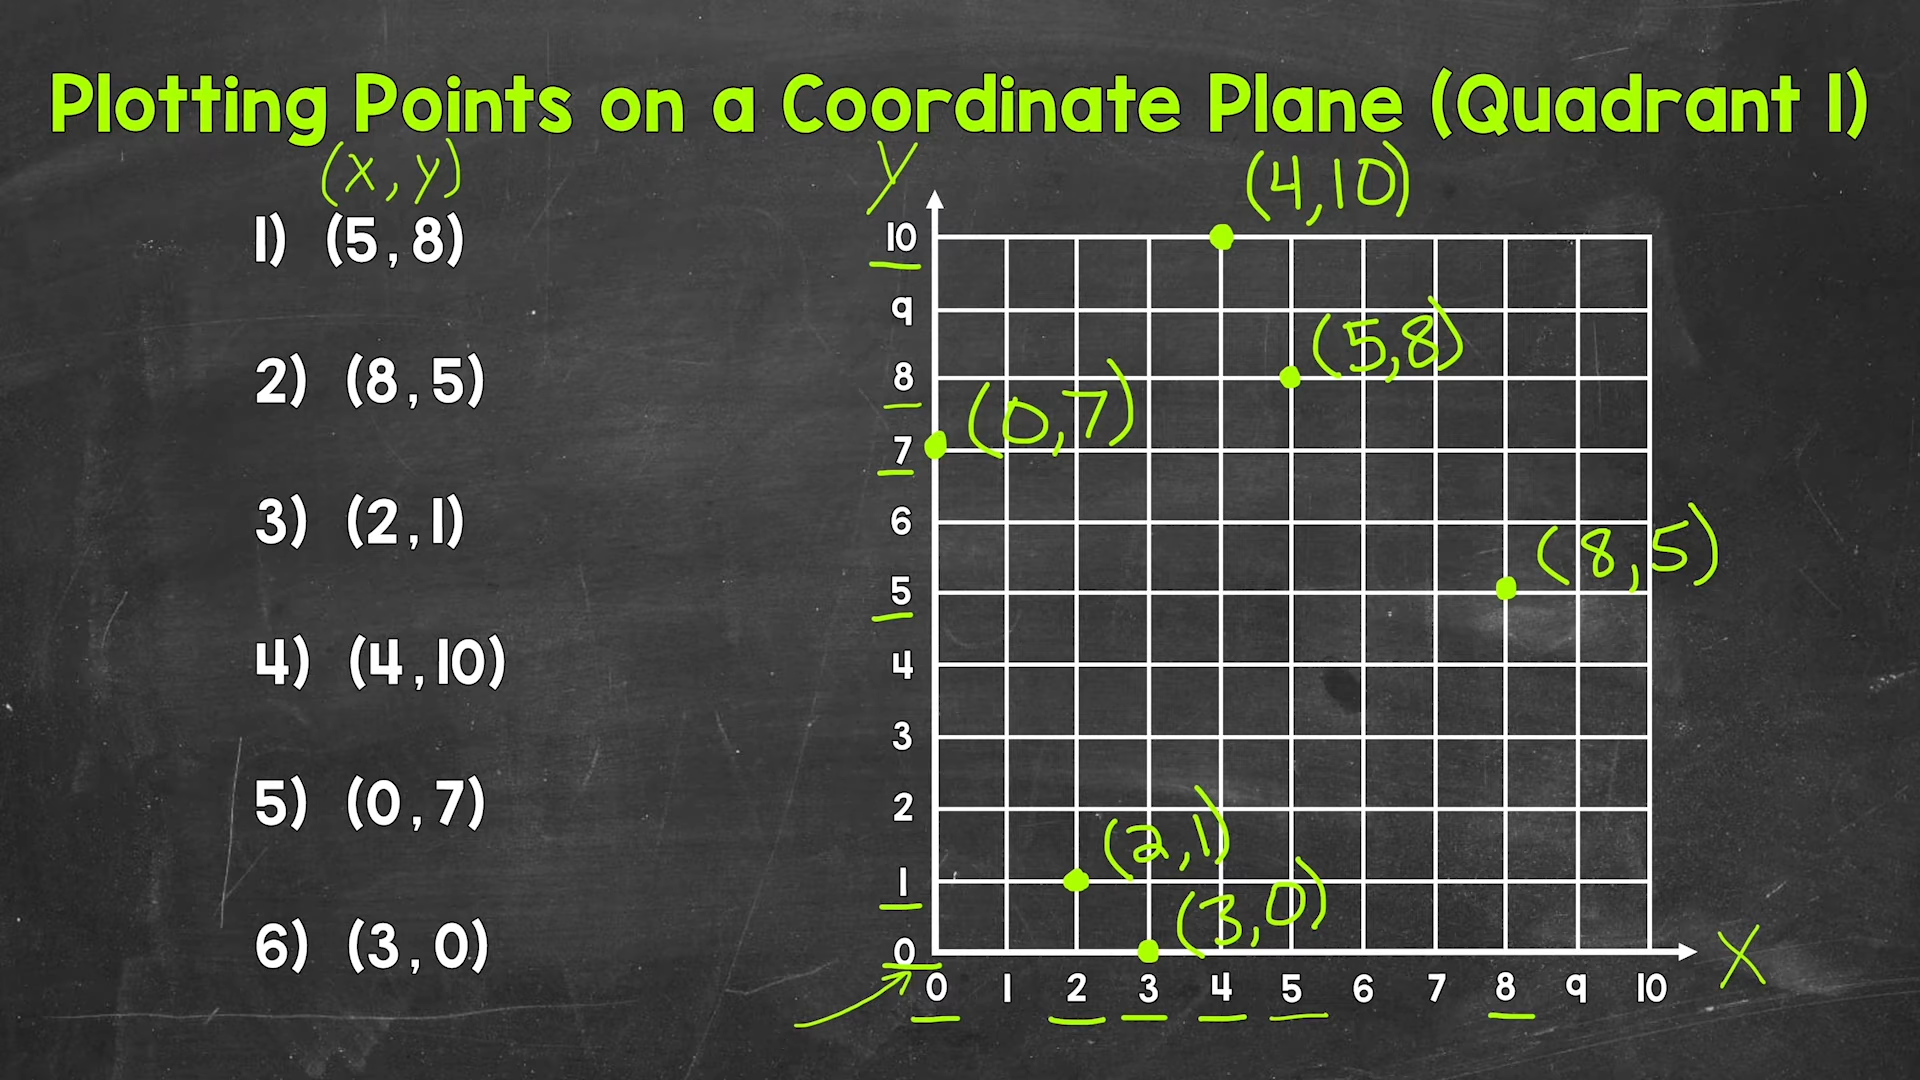 Plotting Points on a Coordinate Plane (Quadrant 1)
(x, y)
1) (5, 8)
2) (8, 5)
3) (2, 1)
4) (4, 10)
5) (0, 7)
6) (3, 0)
y
(4,10)
10
9
(5,8)
8
(0,7)
7
6
(8,5)
5
4
3
2
(2,1)
1
(3,0)
0
x
0 1 2 3 4 5 6 7 8 9 10